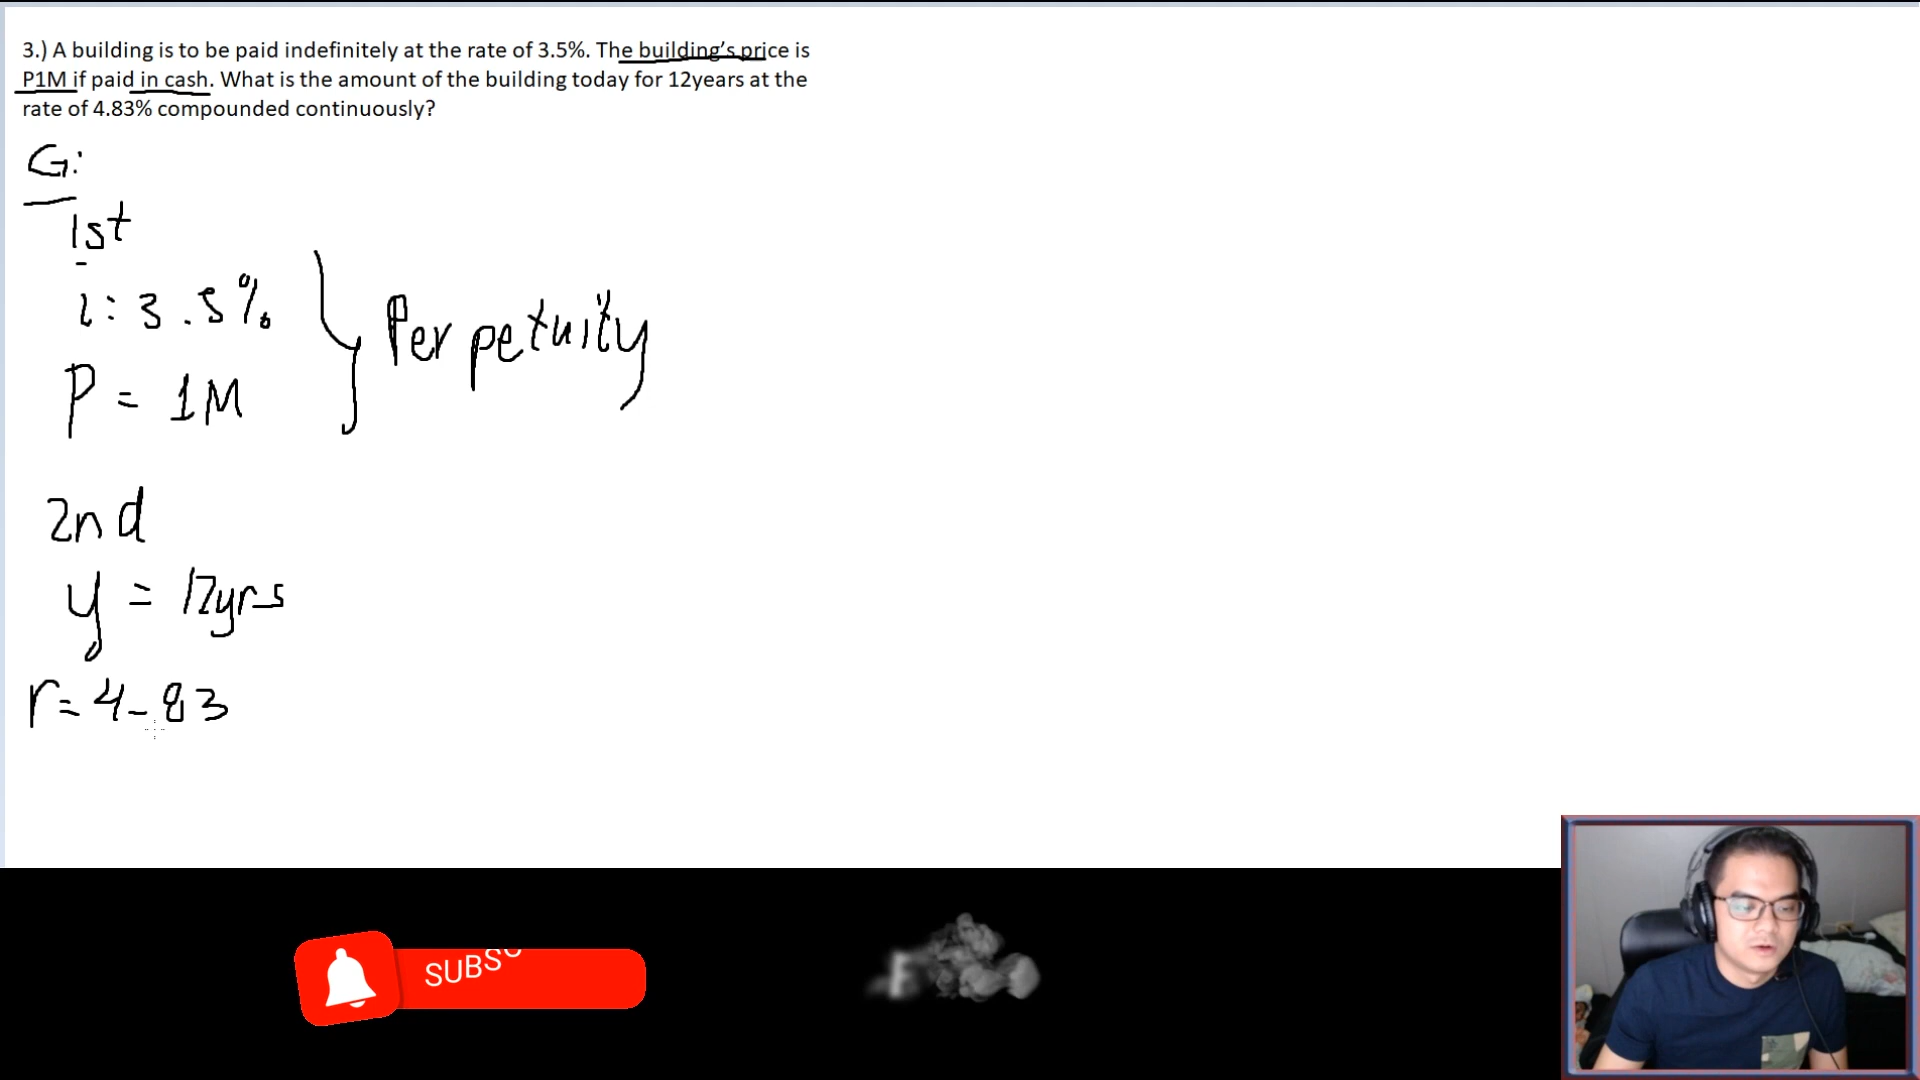 3.) A building is to be paid indefinitely at the rate of 3.5%. The building's price is
P1M if paid in cash. What is the amount of the building today for 12years at the
rate of 4.83% compounded continuously?
G:
1st
i: 3.5%
P = 1M
Perpetuity
2nd
y = 12yrs
r = 4.83
SUBSC